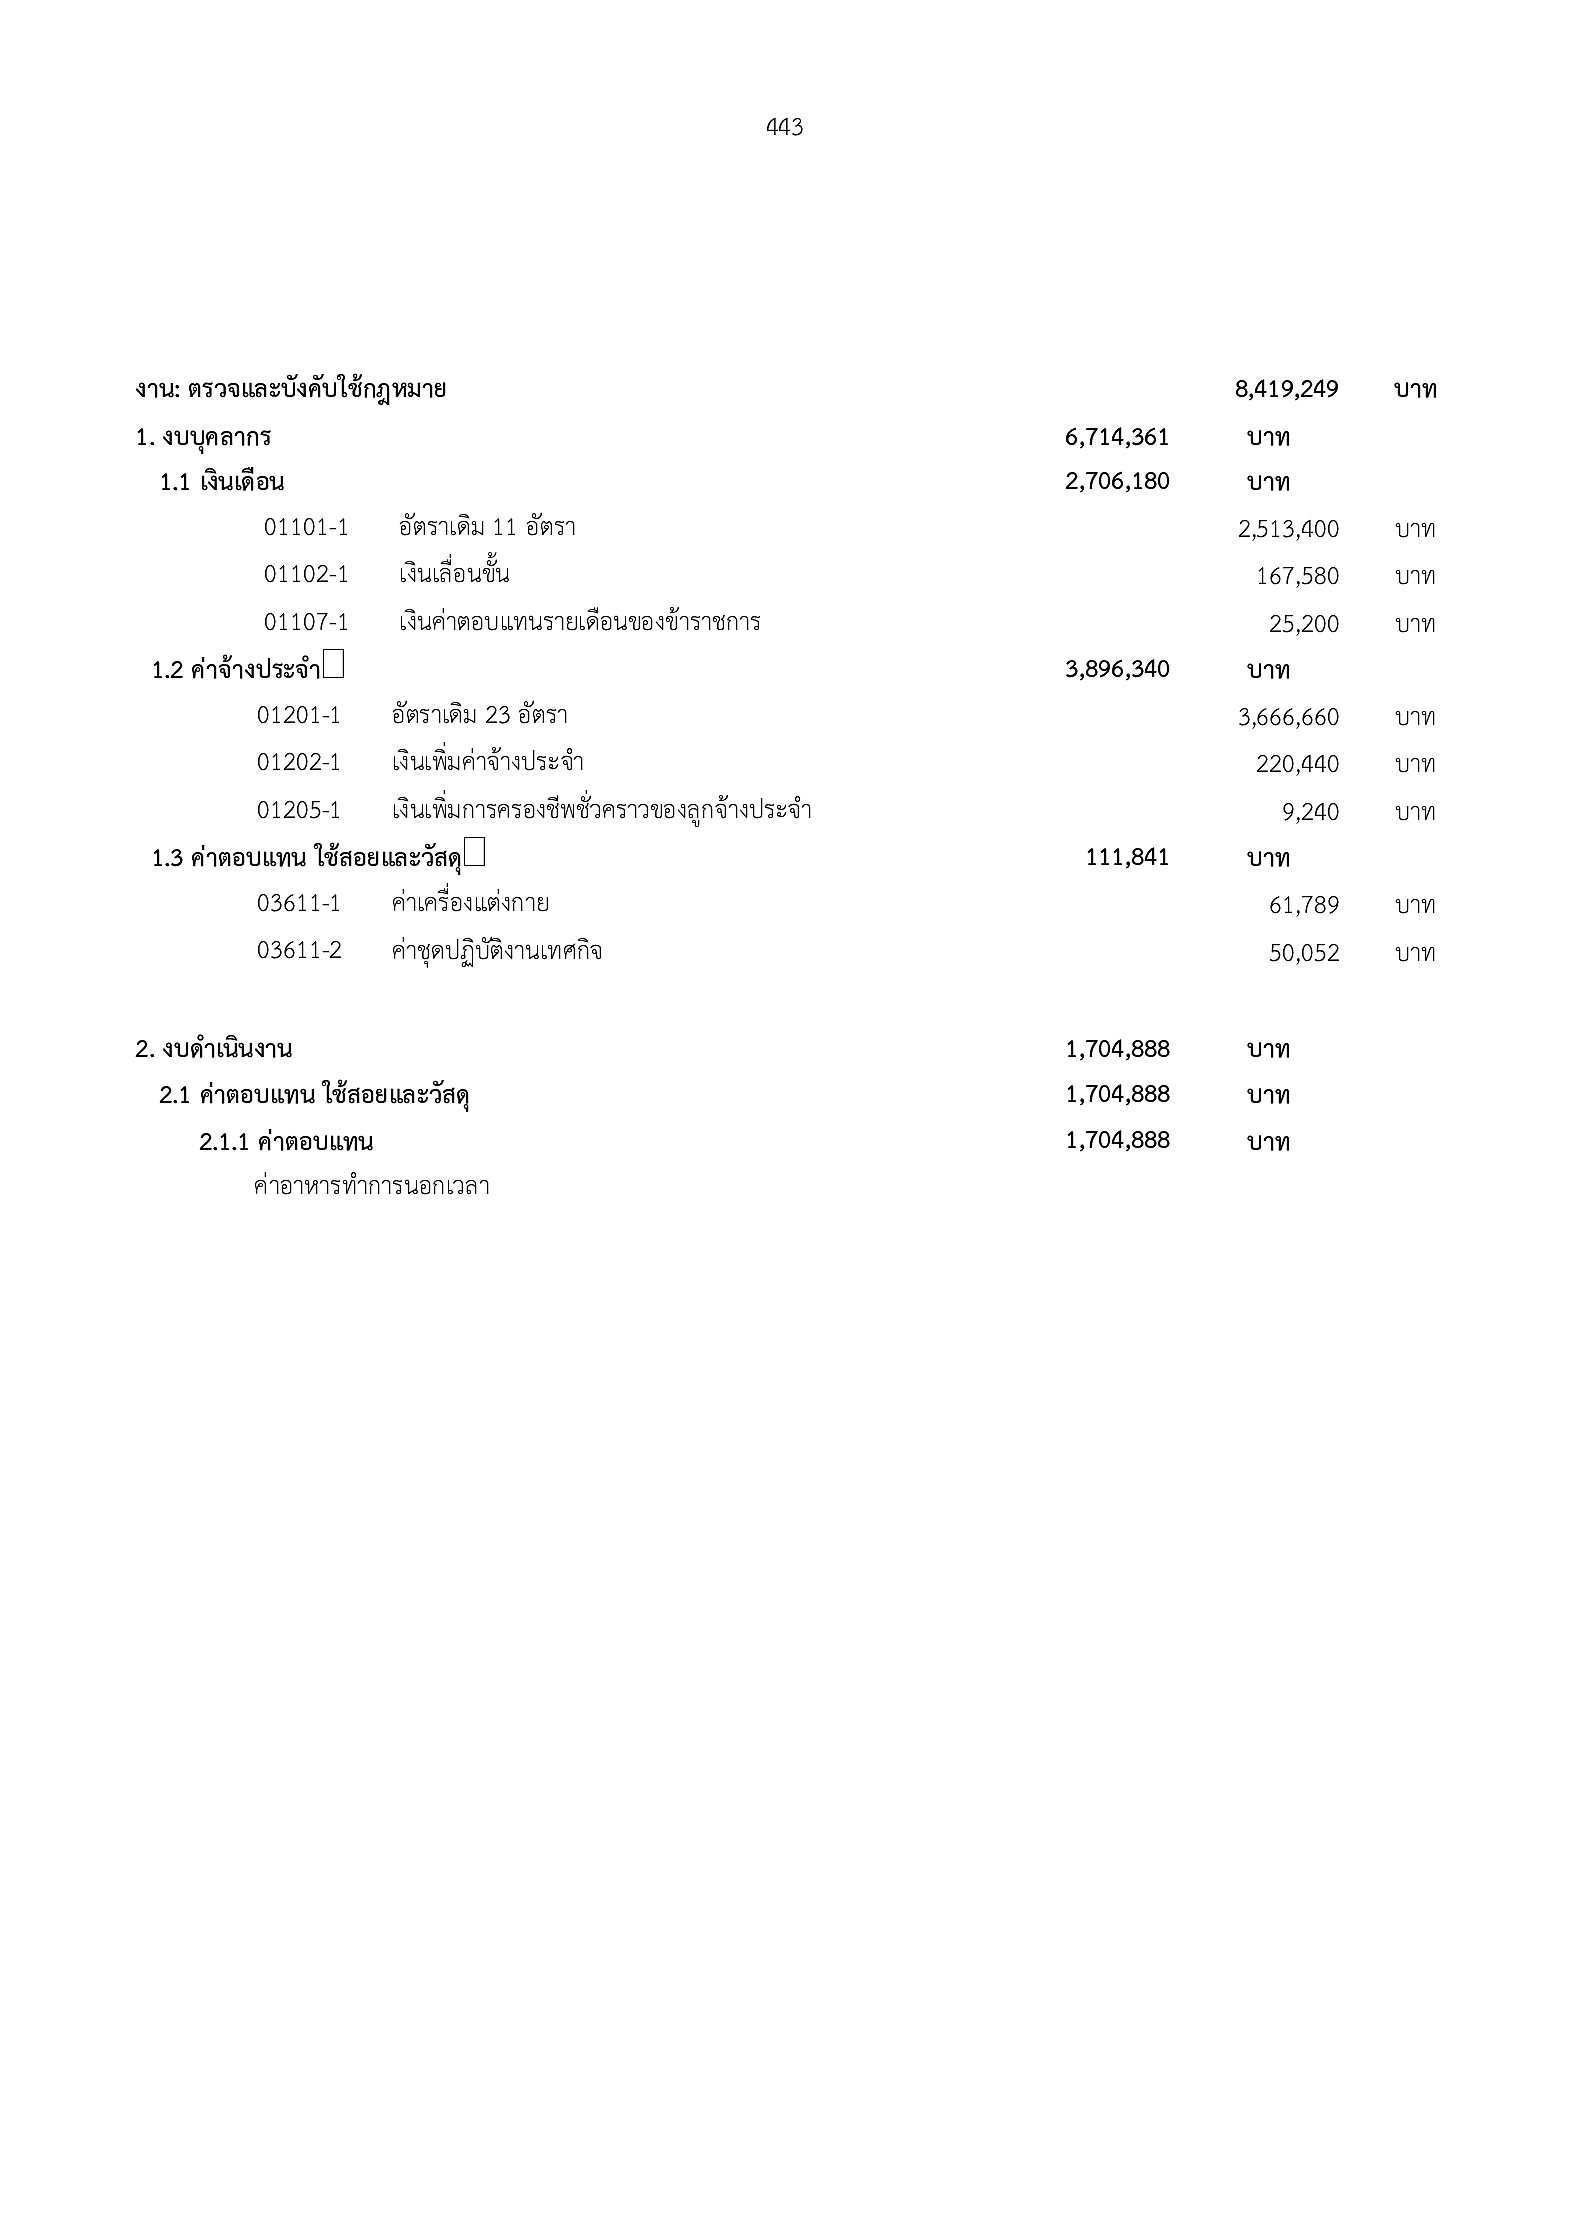 443
งาน: ตรวจและบังคับใช้กฎหมาย 8,419,249 บาท
1. งบบุคลากร 6,714,361 บาท
1.1 เงินเดือน 2,706,180 บาท
01101-1 อัตราเดิม 11 อัตรา 2,513,400 บาท
01102-1 เงินเลื่อนขั้น 167,580 บาท
01107-1 เงินค่าตอบแทนรายเดือนของข้าราชการ 25,200 บาท
1.2 ค่าจ้างประจำ 3,896,340 บาท
01201-1 อัตราเดิม 23 อัตรา 3,666,660 บาท
01202-1 เงินเพิ่มค่าจ้างประจำ 220,440 บาท
01205-1 เงินเพิ่มการครองชีพชั่วคราวของลูกจ้างประจำ 9,240 บาท
1.3 ค่าตอบแทน ใช้สอยและวัสดุ 111,841 บาท
03611-1 ค่าเครื่องแต่งกาย 61,789 บาท
03611-2 ค่าชุดปฏิบัติงานเทศกิจ 50,052 บาท
2. งบดำเนินงาน 1,704,888 บาท
2.1 ค่าตอบแทน ใช้สอยและวัสดุ 1,704,888 บาท
2.1.1 ค่าตอบแทน 1,704,888 บาท
ค่าอาหารทำการนอกเวลา